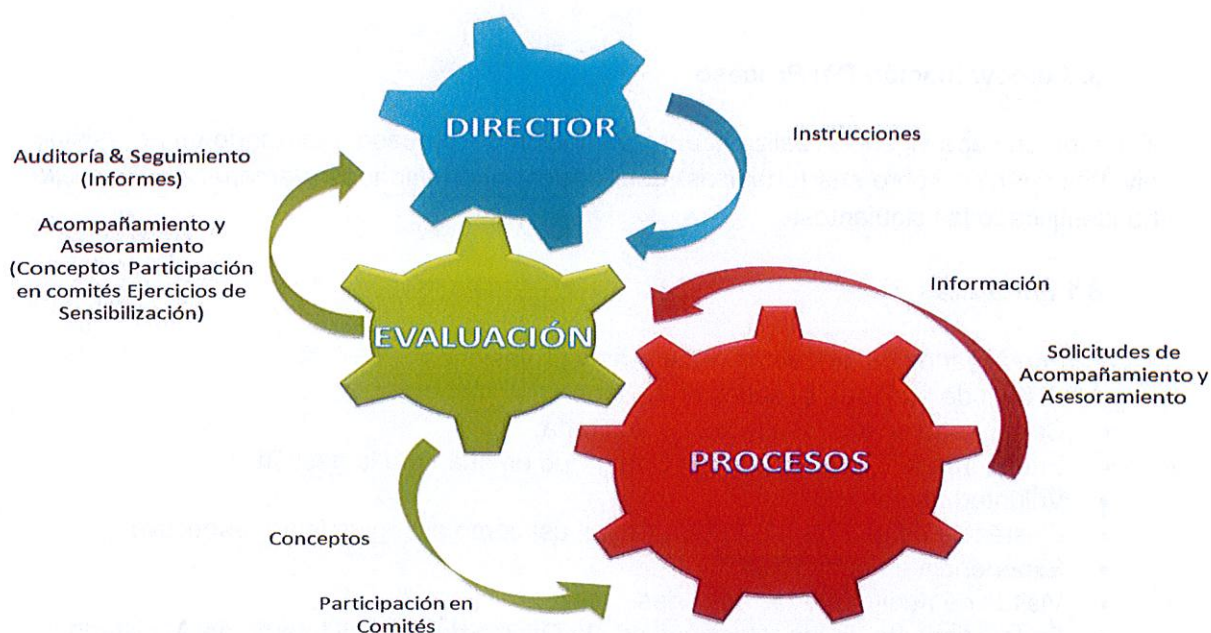 DIRECTOR
Instrucciones
Auditoría & Seguimiento
(Informes)
Acompañamiento y
Asesoramiento
(Conceptos Participación
en comités Ejercicios de
Sensibilización)
EVALUACIÓN
Información
Solicitudes de
Acompañamiento y
Asesoramiento
PROCESOS
Conceptos
Participación en
Comités